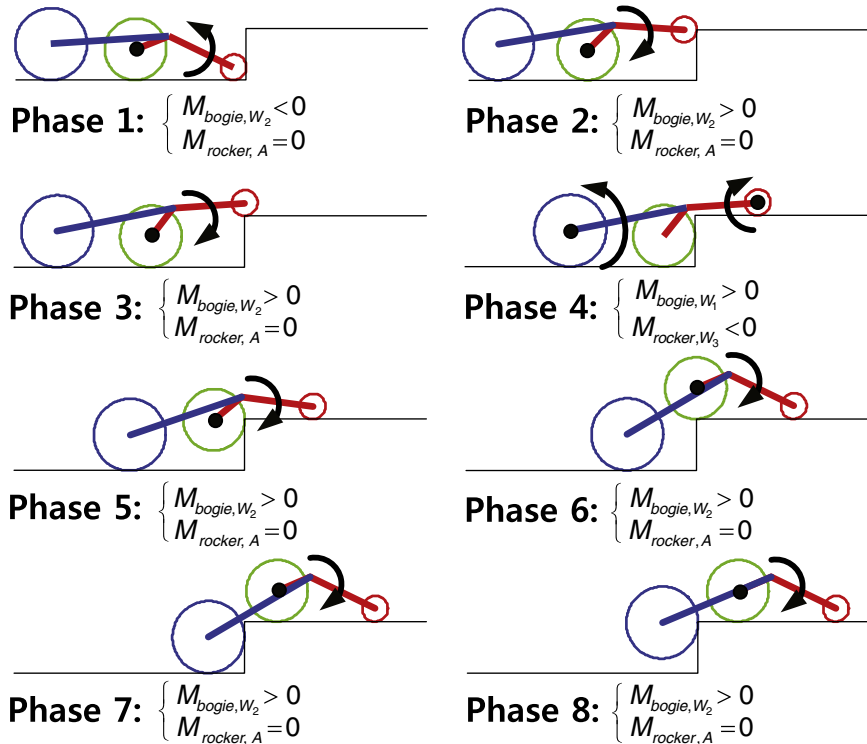 Phase 1: { M_bogie,W₂ < 0
M_rocker, A = 0
Phase 2: { M_bogie,W₂ > 0
M_rocker, A = 0
Phase 3: { M_bogie,W₂ > 0
M_rocker, A = 0
Phase 4: { M_bogie,W₁ > 0
M_rocker,W₃ < 0
Phase 5: { M_bogie,W₂ > 0
M_rocker, A = 0
Phase 6: { M_bogie,W₂ > 0
M_rocker, A = 0
Phase 7: { M_bogie,W₂ > 0
M_rocker, A = 0
Phase 8: { M_bogie,W₂ > 0
M_rocker, A = 0